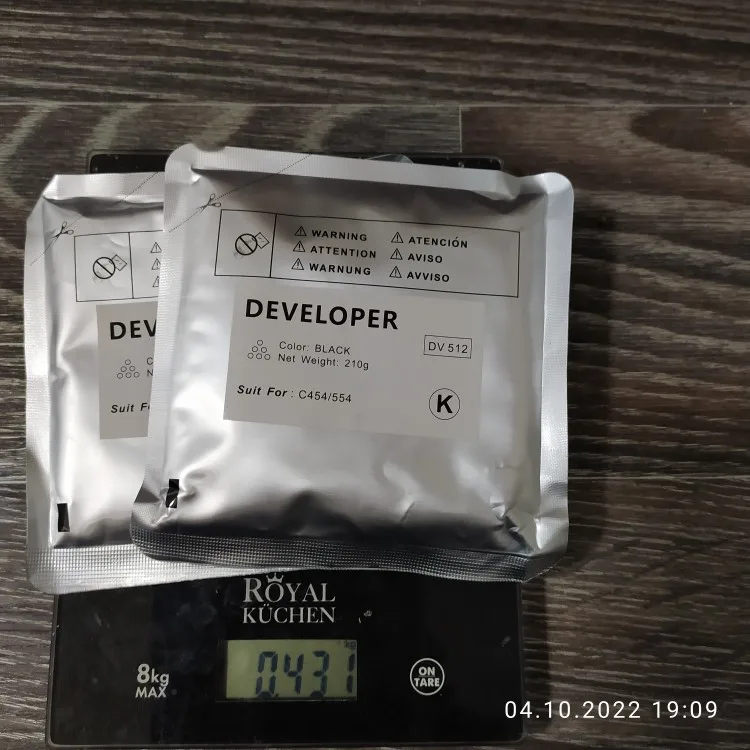 WARNING ATENCIÓN
ATTENTION AVISO
WARNUNG AVVISO
DEVELOPER
Color: BLACK
Net Weight: 210g
DV 512
Suit For : C454/554
K
DEV
C
N
Suit F
ROYAL
KÜCHEN
8kg
MAX
0.431
kg
ON
TARE
04.10.2022 19:09